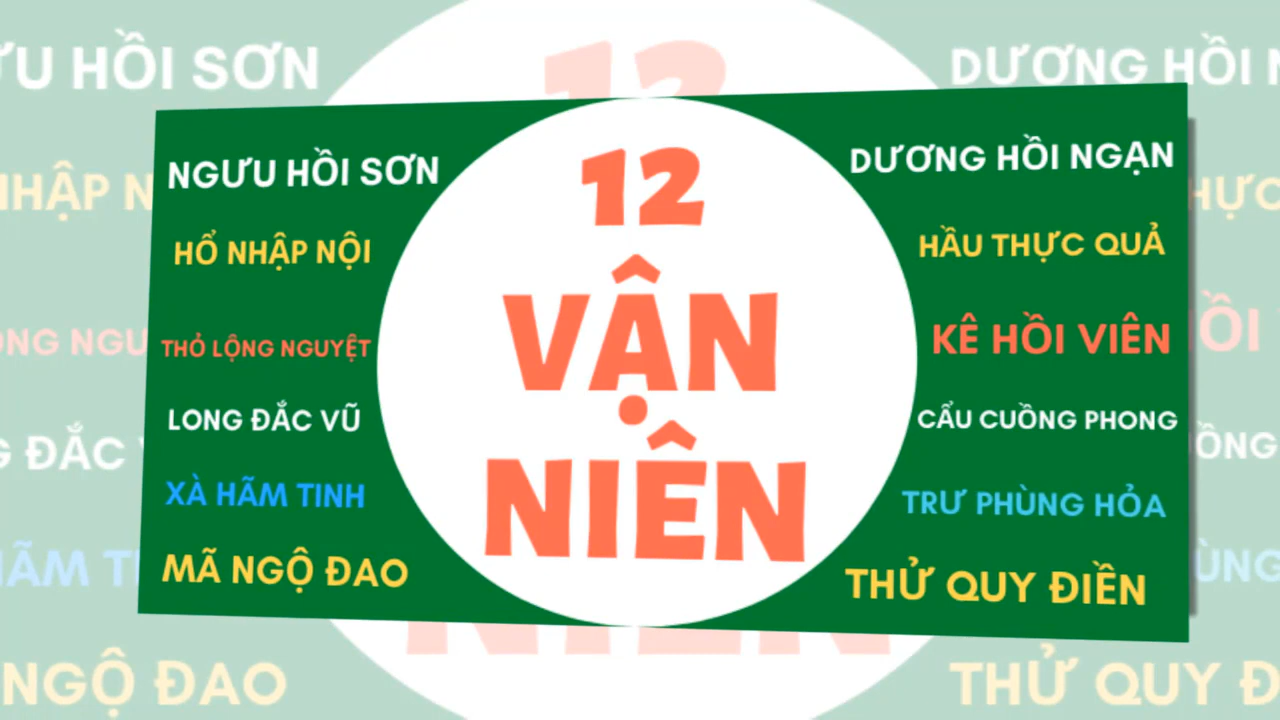 NGƯU HỒI SƠN
HỔ NHẬP NỘI
THỎ LỘNG NGUYỆT
LONG ĐẮC VŨ
XÀ HÃM TINH
MÃ NGỘ ĐAO
12
VẬN
NIÊN
DƯƠNG HỒI NGẠN
HẦU THỰC QUẢ
KÊ HỒI VIÊN
CẨU CUỒNG PHONG
TRƯ PHÙNG HỎA
THỬ QUY ĐIỀN